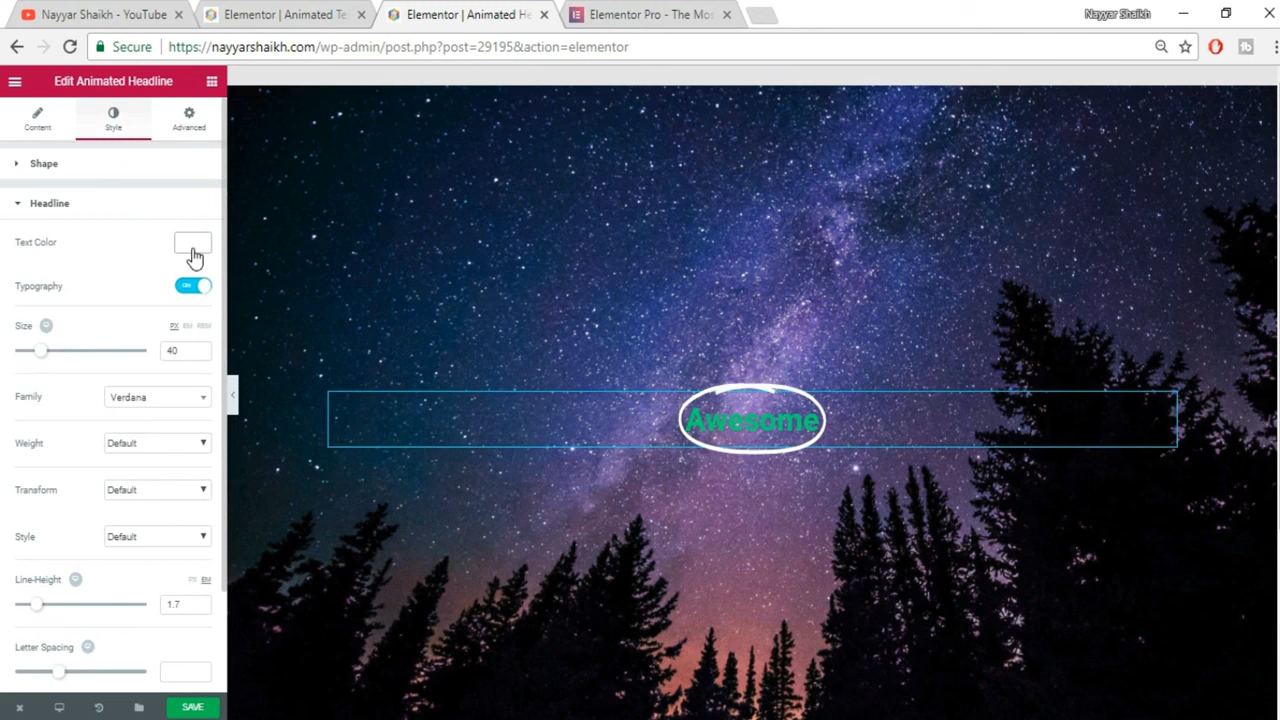 Nayyar Shaikh - YouTube
Elementor | Animated Te
Elementor | Animated He
Elementor Pro - The Mos
Nayyar Shaikh
Secure
https://nayyarshaikh.com/wp-admin/post.php?post=29195&action=elementor
Edit Animated Headline
Content
Style
Advanced
Shape
Headline
Text Color
Typography
ON
Size
PX EM REM
40
Family
Verdana
Weight
Default
Transform
Default
Style
Default
Line-Height
PX EM
1.7
Letter Spacing
SAVE
Awesome